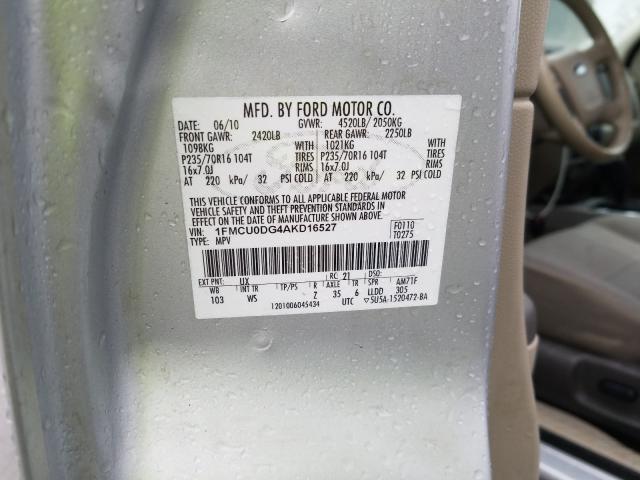 MFD. BY FORD MOTOR CO.
DATE: 06/10 GVWR: 4520LB/ 2050KG
FRONT GAWR: 2420LB REAR GAWR: 2250LB
1098KG WITH 1021KG WITH
P235/70R16 104T TIRES P235/70R16 104T TIRES
16x7.0J RIMS 16x7.0J RIMS
AT 220 kPa/ 32 PSI COLD AT 220 kPa/ 32 PSI COLD
THIS VEHICLE CONFORMS TO ALL APPLICABLE FEDERAL MOTOR
VEHICLE SAFETY AND THEFT PREVENTION STANDARDS IN
EFFECT ON THE DATE OF MANUFACTURE SHOWN ABOVE.
VIN: 1FMCU0DG4AKD16527 F0110
TYPE: MPV T0275
EXT PNT: UX RC: 21 DSO:
WB INT TR TP/PS R AXLE TR SPR AM71F
103 WS Z 35 6 LLDD 305
1201006045434 UTC ▽5U5A-1520472-BA